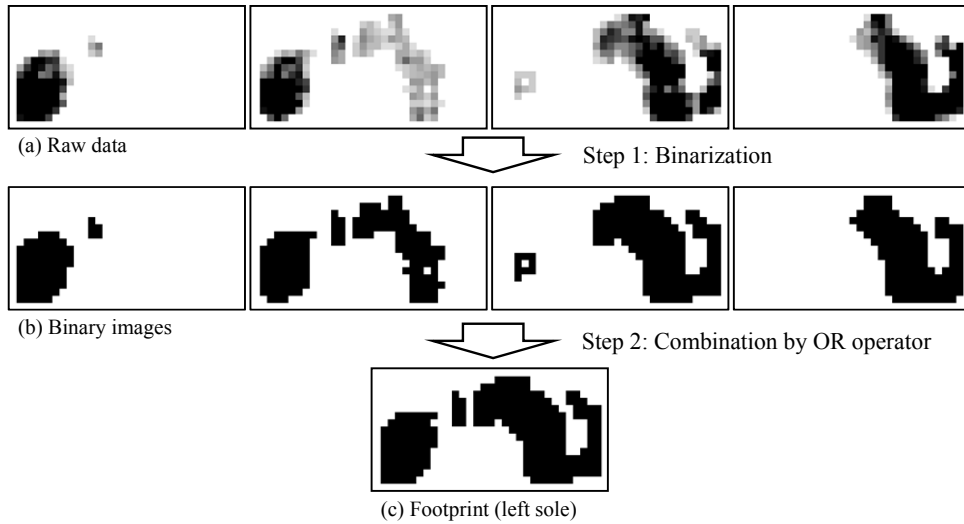 (a) Raw data
Step 1: Binarization
(b) Binary images
Step 2: Combination by OR operator
(c) Footprint (left sole)